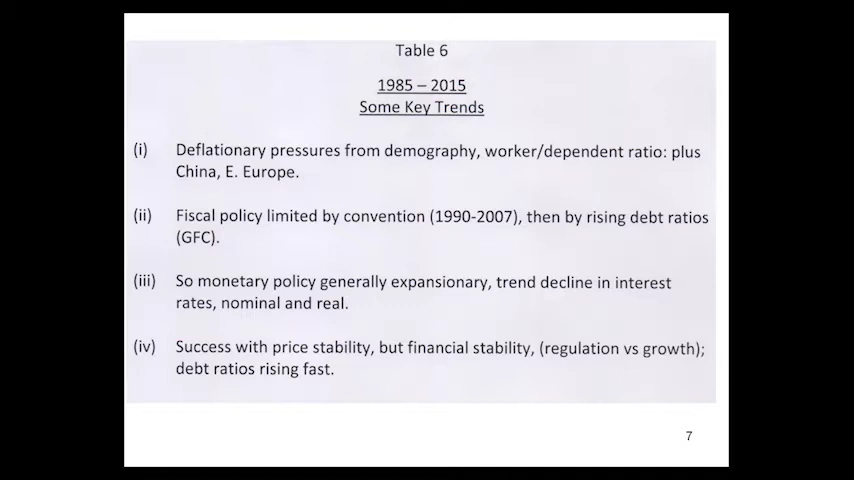 Table 6
1985 – 2015
Some Key Trends
(i) Deflationary pressures from demography, worker/dependent ratio: plus
China, E. Europe.
(ii) Fiscal policy limited by convention (1990-2007), then by rising debt ratios
(GFC).
(iii) So monetary policy generally expansionary, trend decline in interest
rates, nominal and real.
(iv) Success with price stability, but financial stability, (regulation vs growth);
debt ratios rising fast.
7